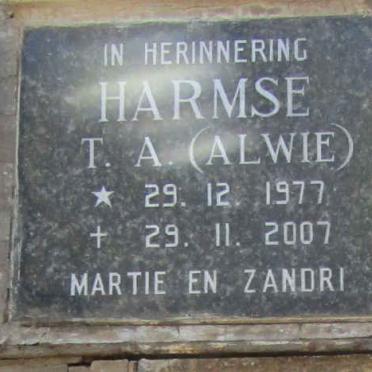 IN HERINNERING
HARMSE
T. A. (ALWIE)
★ 29. 12. 1977
+ 29. 11. 2007
MARTIE EN ZANDRI